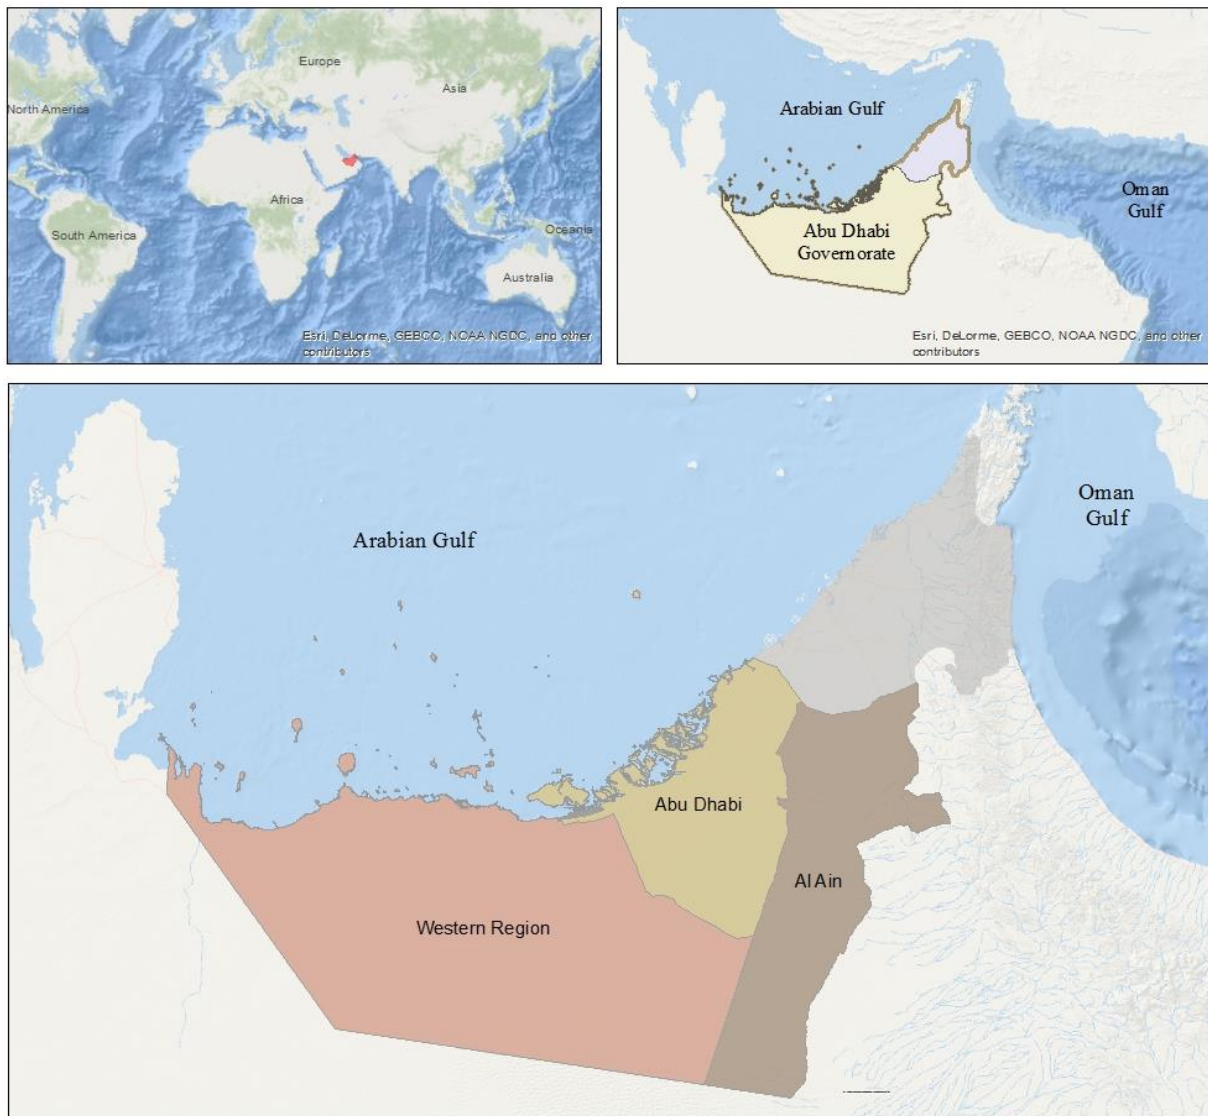 Europe
Asia
North America
Africa
South America
Oceania
Australia
Esri, DeLorme, GEBCO, NOAA NGDC, and other
contributors
Arabian Gulf
Oman
Gulf
Abu Dhabi
Governorate
Esri, DeLorme, GEBCO, NOAA NGDC, and other
contributors
Oman
Gulf
Arabian Gulf
Abu Dhabi
Al Ain
Western Region